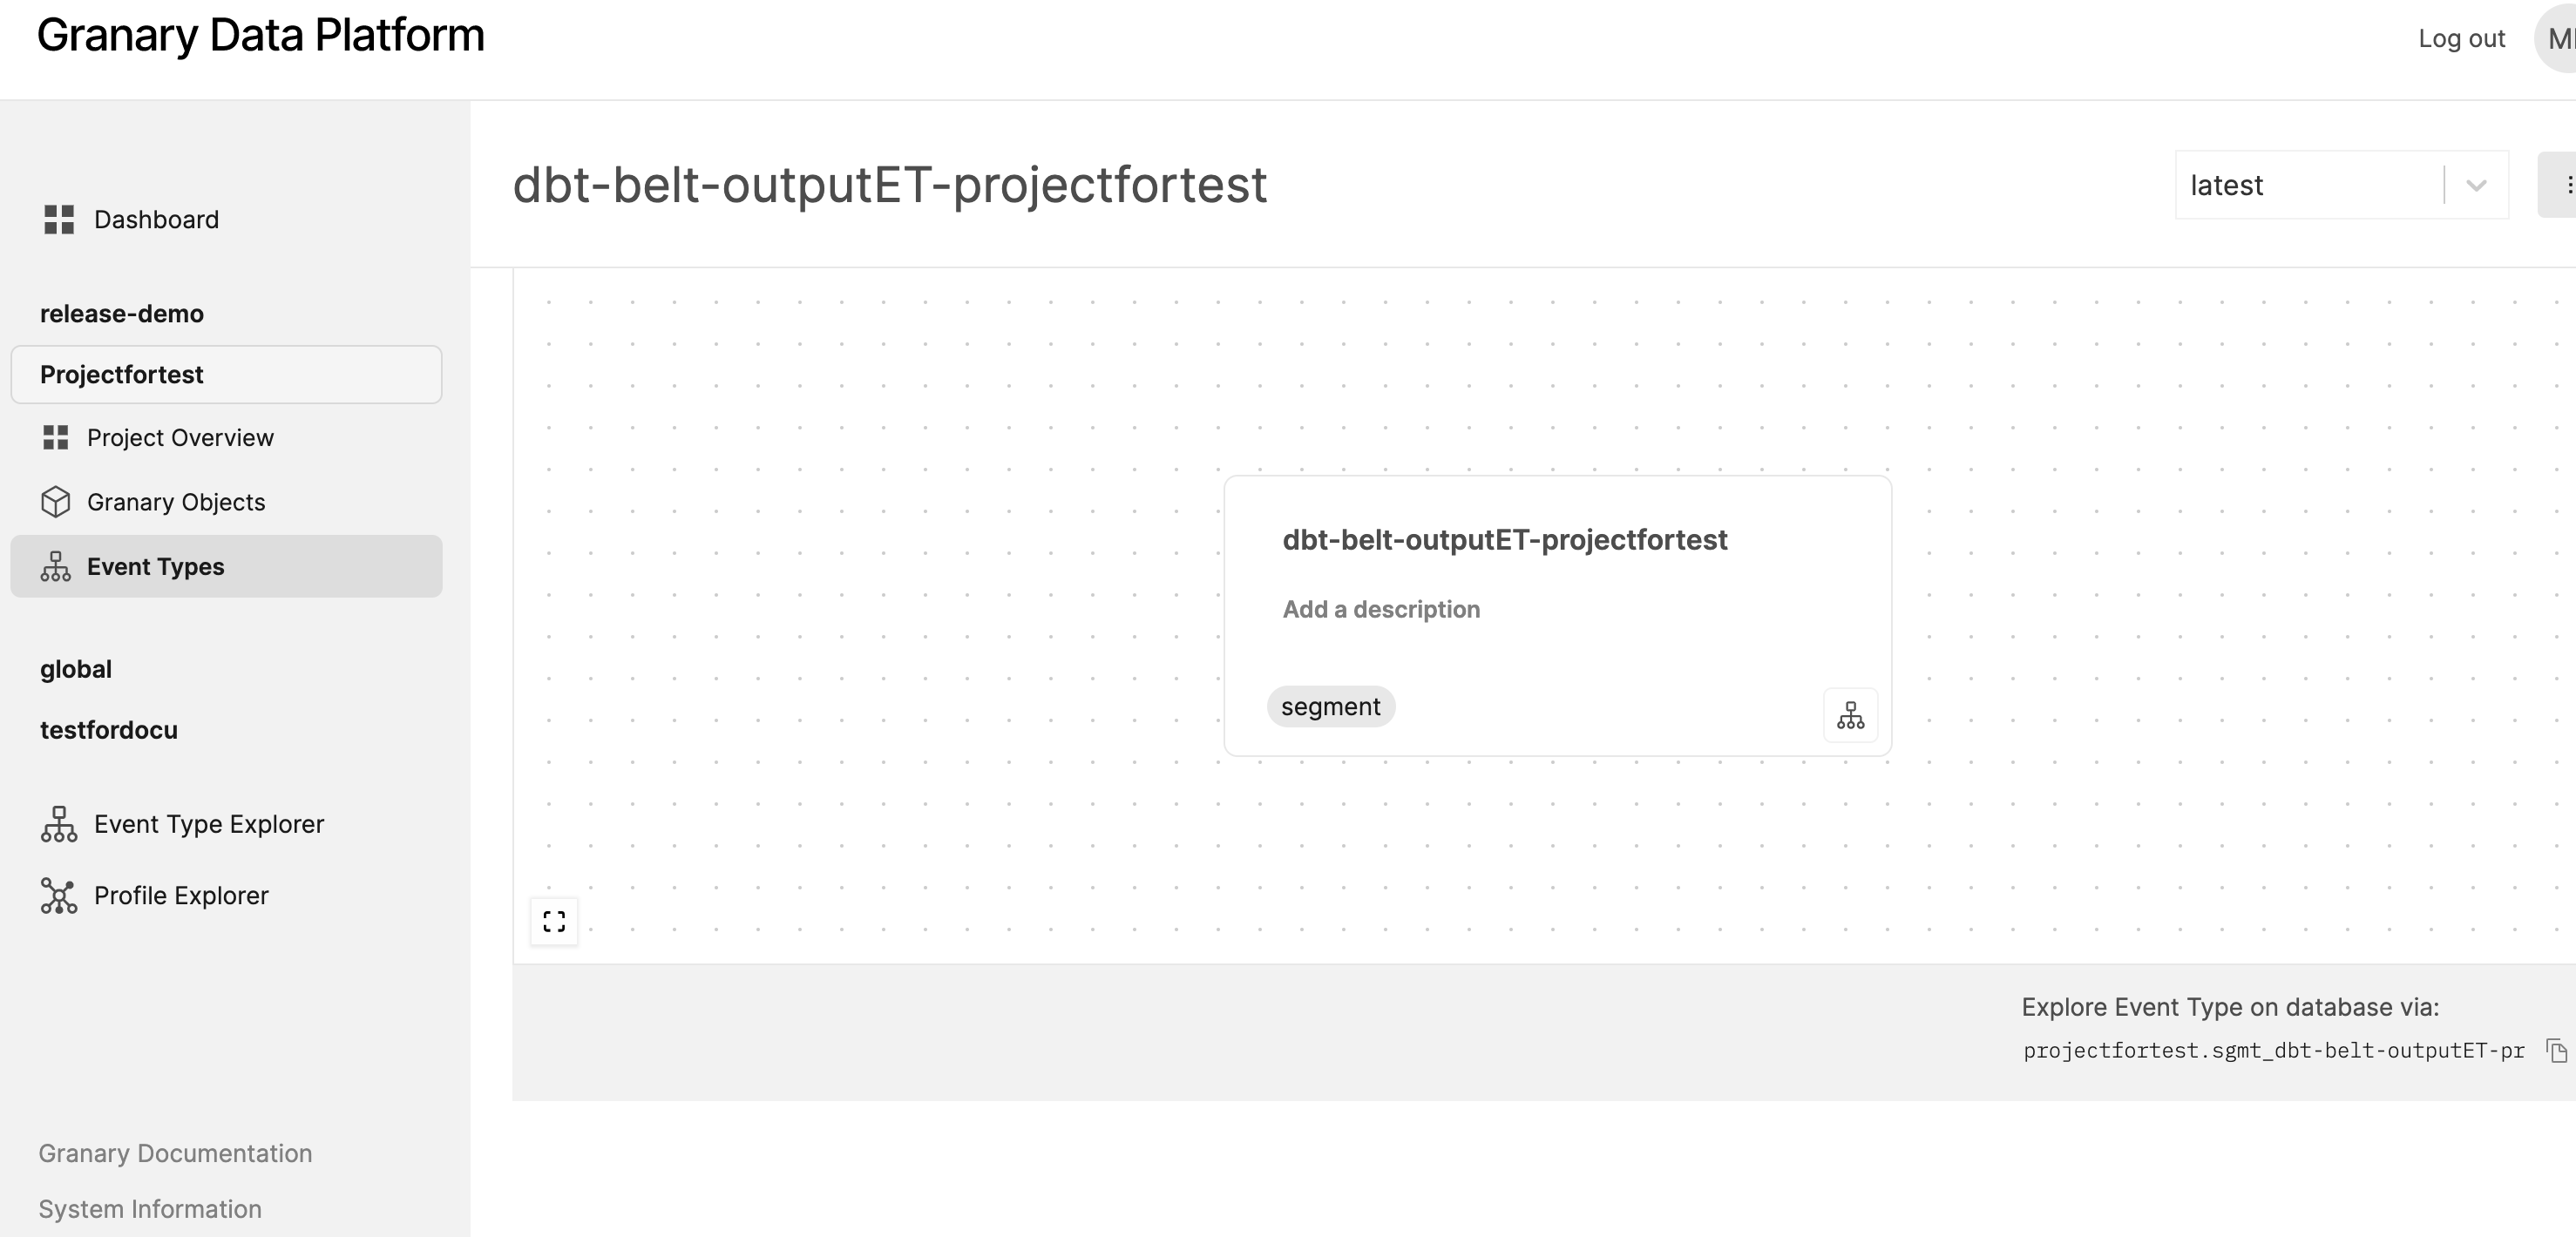 Granary Data Platform
Log out
Dashboard
release-demo
Projectfortest
Project Overview
Granary Objects
Event Types
global
testfordocu
Event Type Explorer
Profile Explorer
Granary Documentation
System Information
dbt-belt-outputET-projectfortest
latest
dbt-belt-outputET-projectfortest
Add a description
segment
Explore Event Type on database via:
projectfortest.sgmt_dbt-belt-outputET-pr